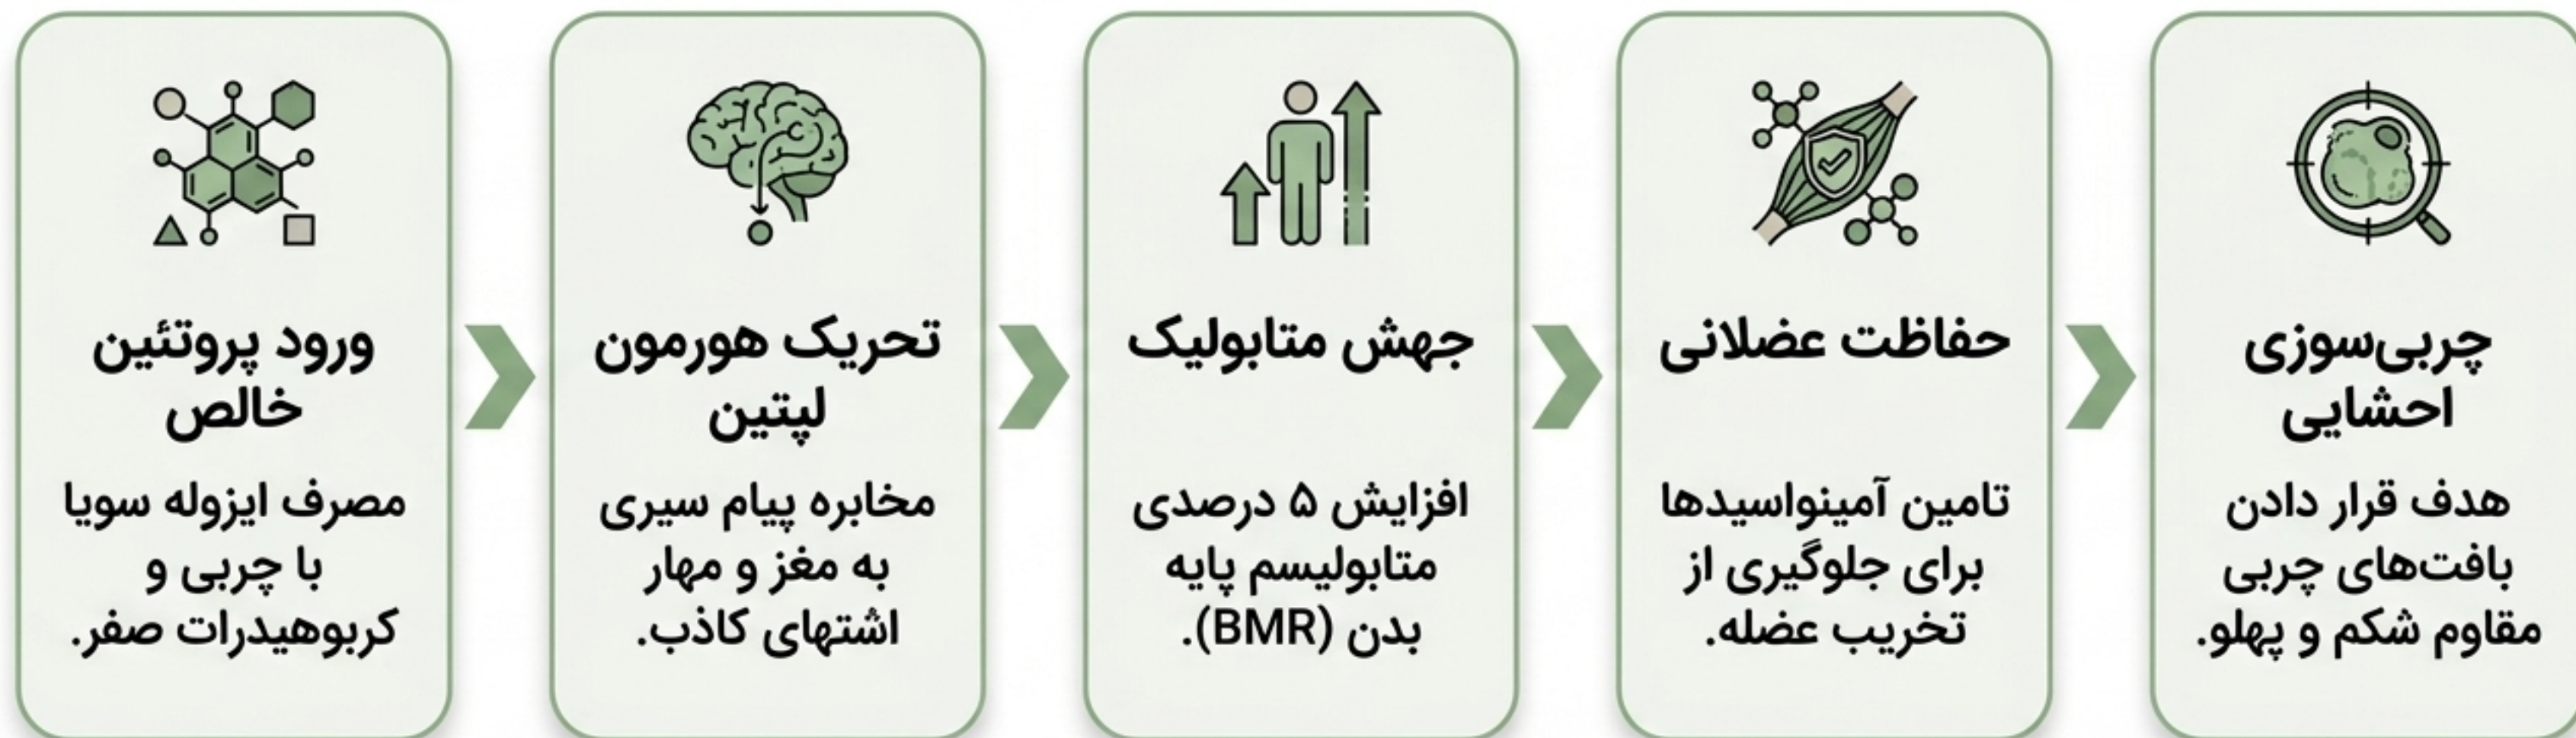 ورود پروتئین
خالص
مصرف ایزوله سویا
با چربی و
کربوهیدرات صفر.
تحریک هورمون
لپتین
مخابره پیام سیری
به مغز و مهار
اشتهای کاذب.
جهش متابولیک
افزایش ۵ درصدی
متابولیسم پایه
بدن (BMR).
حفاظت عضلانی
تامین آمینواسیدها
برای جلوگیری از
تخریب عضله.
چربی‌سوزی
احشایی
هدف قرار دادن
بافت‌های چربی
مقاوم شکم و پهلو.